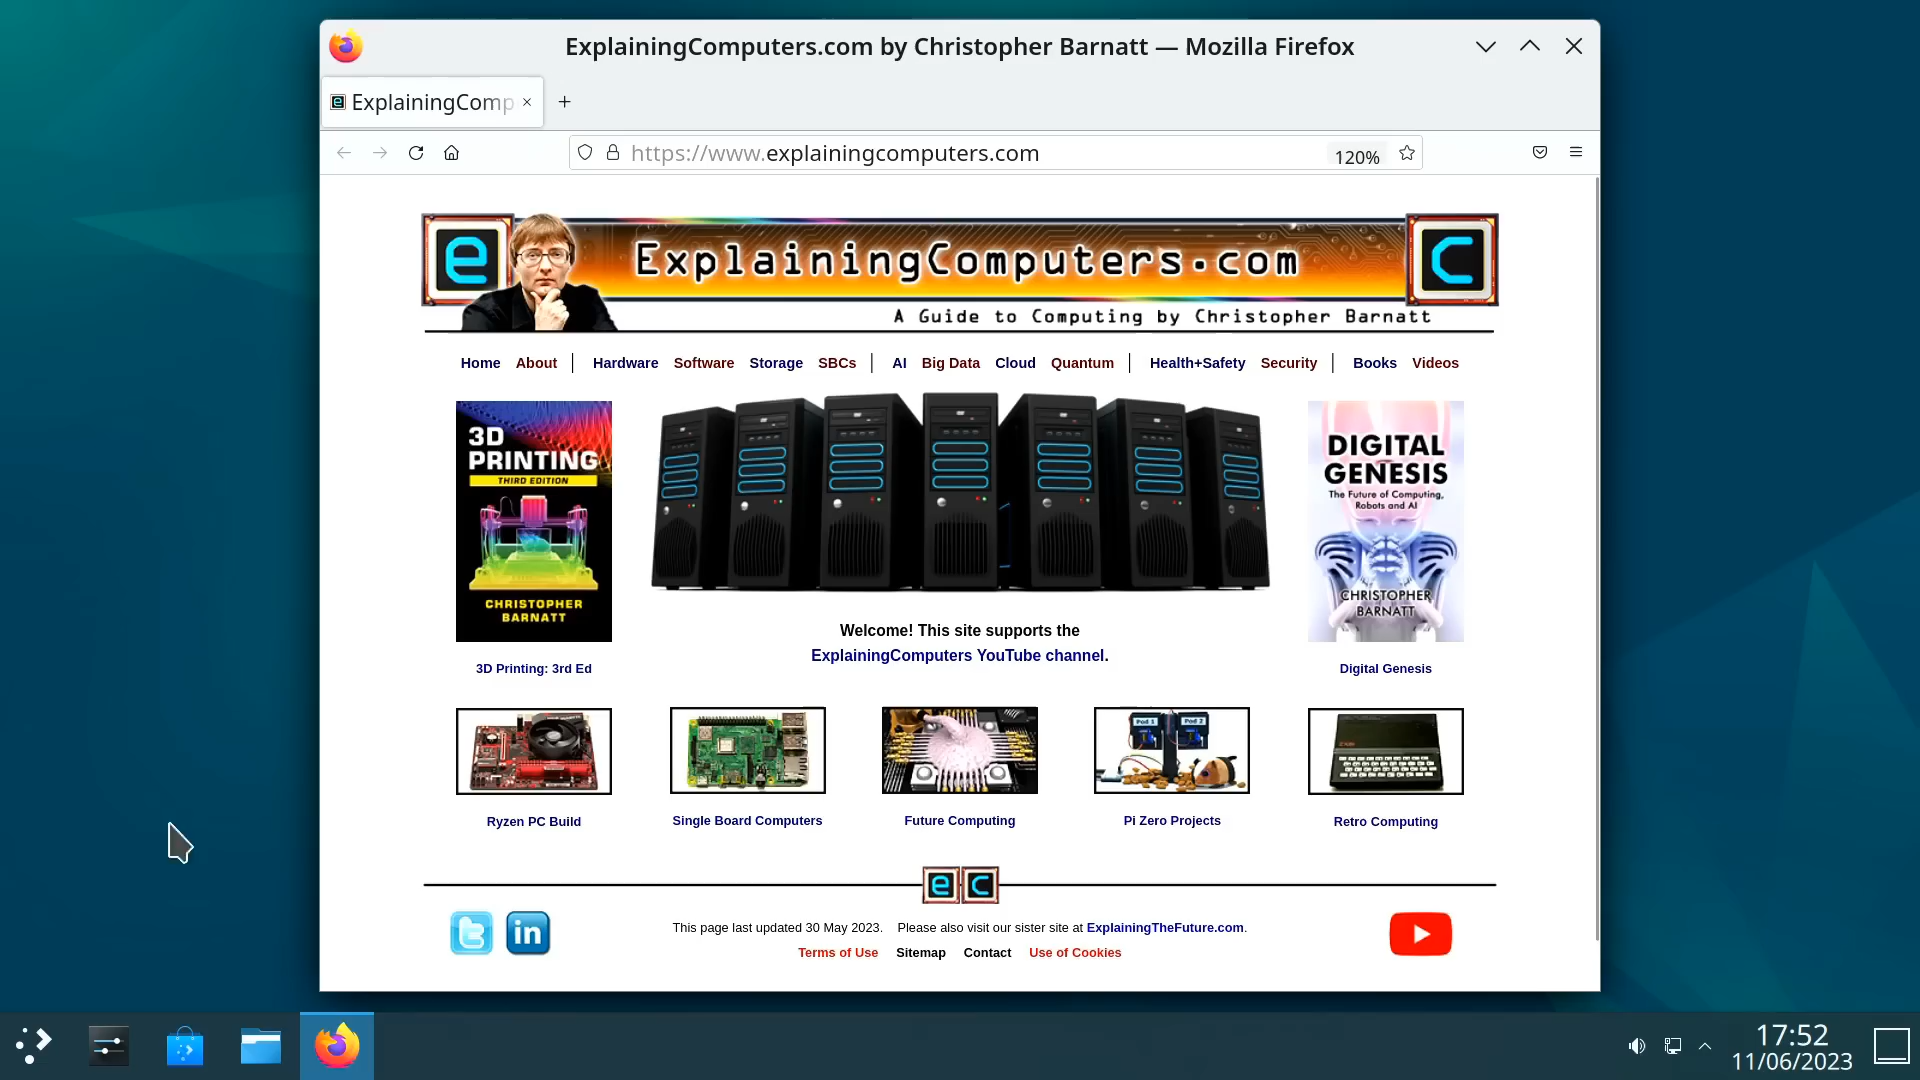 ExplainingComputers.com by Christopher Barnatt — Mozilla Firefox
ExplainingComp
https://www.explainingcomputers.com
120%
e
ExplainingComputers.com
c
A Guide to Computing by Christopher Barnatt
Home About | Hardware Software Storage SBCs | AI Big Data Cloud Quantum | Health+Safety Security | Books Videos
3D
PRINTING
THIRD EDITION
CHRISTOPHER
BARNATT
DIGITAL
GENESIS
The Future of Computing,
Robots and AI
CHRISTOPHER
BARNATT
Welcome! This site supports the
ExplainingComputers YouTube channel.
3D Printing: 3rd Ed
Digital Genesis
Pod 1 Pod 2
Ryzen PC Build
Single Board Computers
Future Computing
Pi Zero Projects
Retro Computing
e c
in
This page last updated 30 May 2023. Please also visit our sister site at ExplainingTheFuture.com.
Terms of Use Sitemap Contact Use of Cookies
17:52
11/06/2023